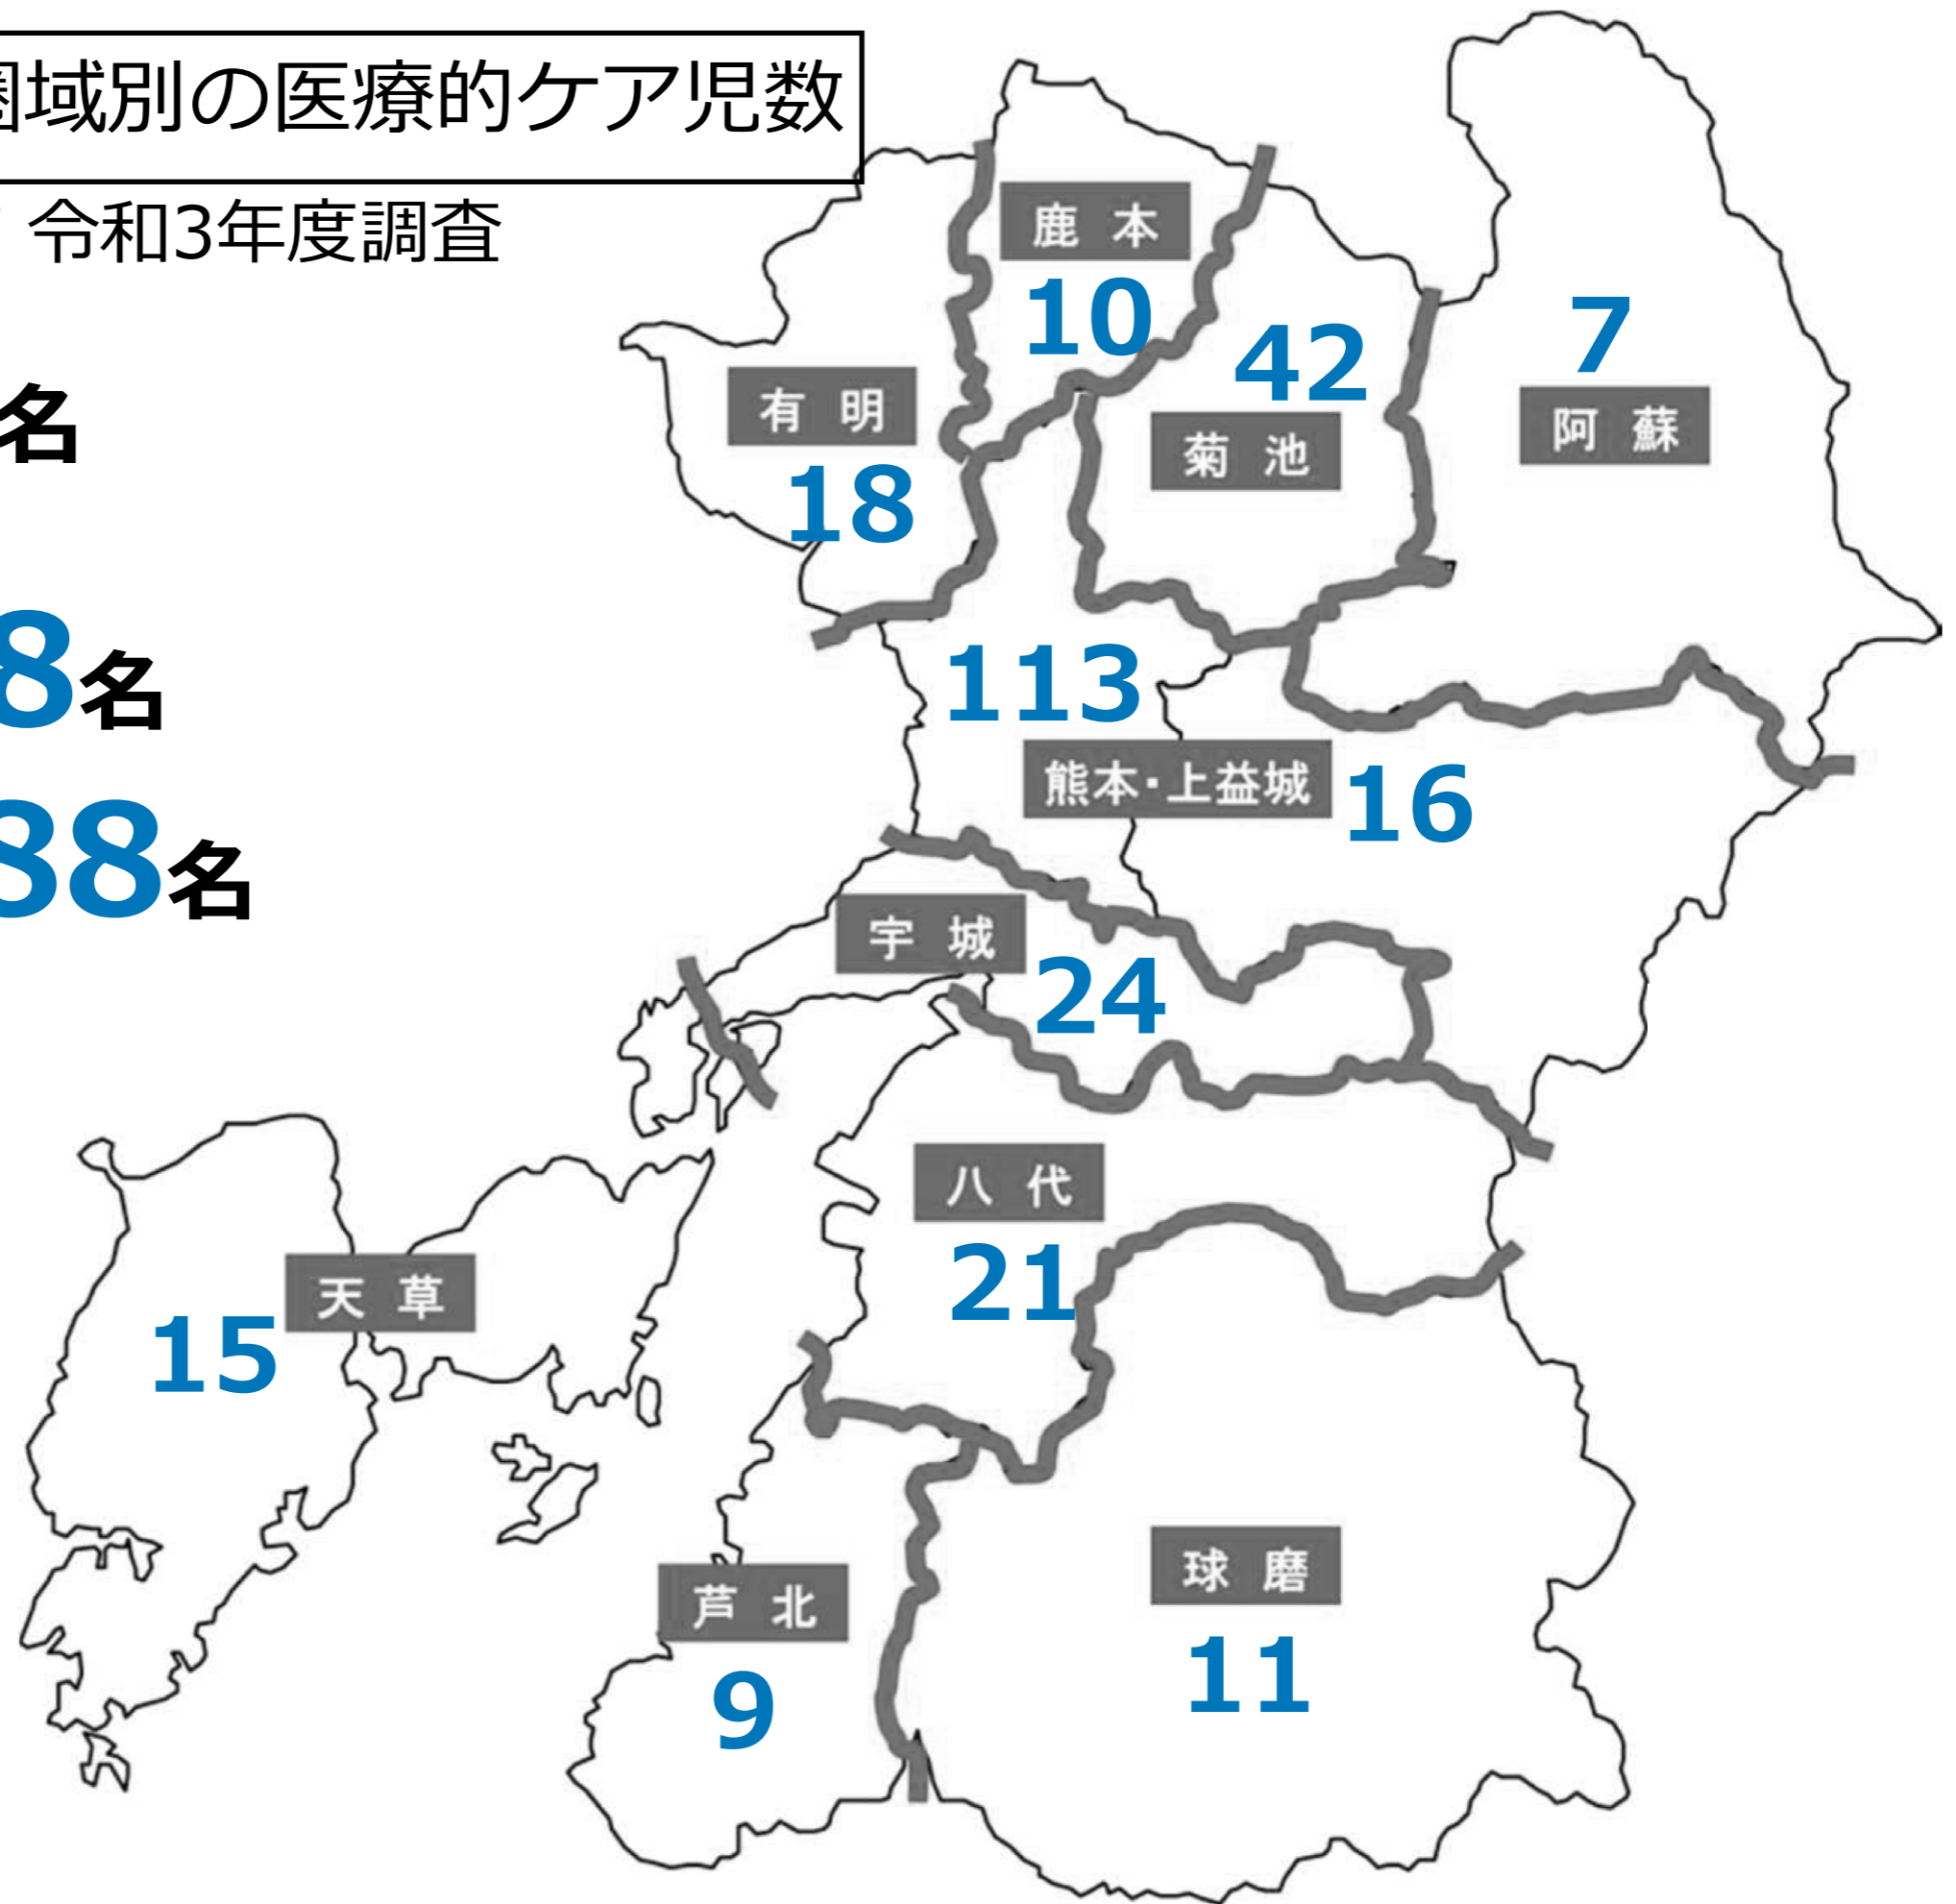 圏域別の医療的ケア児数
令和3年度調査
名
8名
88名
鹿 本
10
42
7
有 明
18
菊 池
阿 蘇
113
熊本・上益城
16
宇 城
24
八 代
21
天 草
15
芦 北
9
球 磨
11